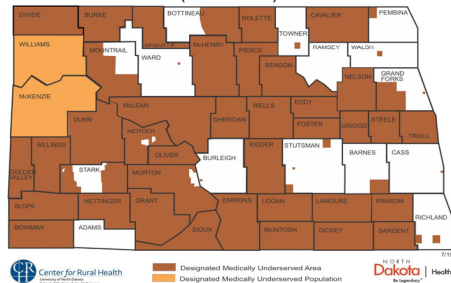 DIVIDE
BURKE
BOTTINEAU
ROLETTE
CAVALIER
PEMBINA
TOWNER
WILLIAMS
MOUNTRAIL
WARD
McHENRY
PIERCE
RAMSEY
WALSH
BENSON
NELSON
GRAND
FORKS
McKENZIE
McLEAN
SHERIDAN
WELLS
EDDY
DUNN
MERCER
FOSTER
GRIGGS
STEELE
TRAILL
BILLINGS
OLIVER
GOLDEN
VALLEY
STARK
MORTON
BURLEIGH
KIDDER
STUTSMAN
BARNES
CASS
SLOPE
HETTINGER
GRANT
EMMONS
LOGAN
LAMOURE
RANSOM
RICHLAND
BOWMAN
ADAMS
SIOUX
McINTOSH
DICKEY
SARGENT
Center for Rural Health
Designated Medically Underserved Area
Designated Medically Underserved Population
NORTH
Dakota | Health
Be Legendary.